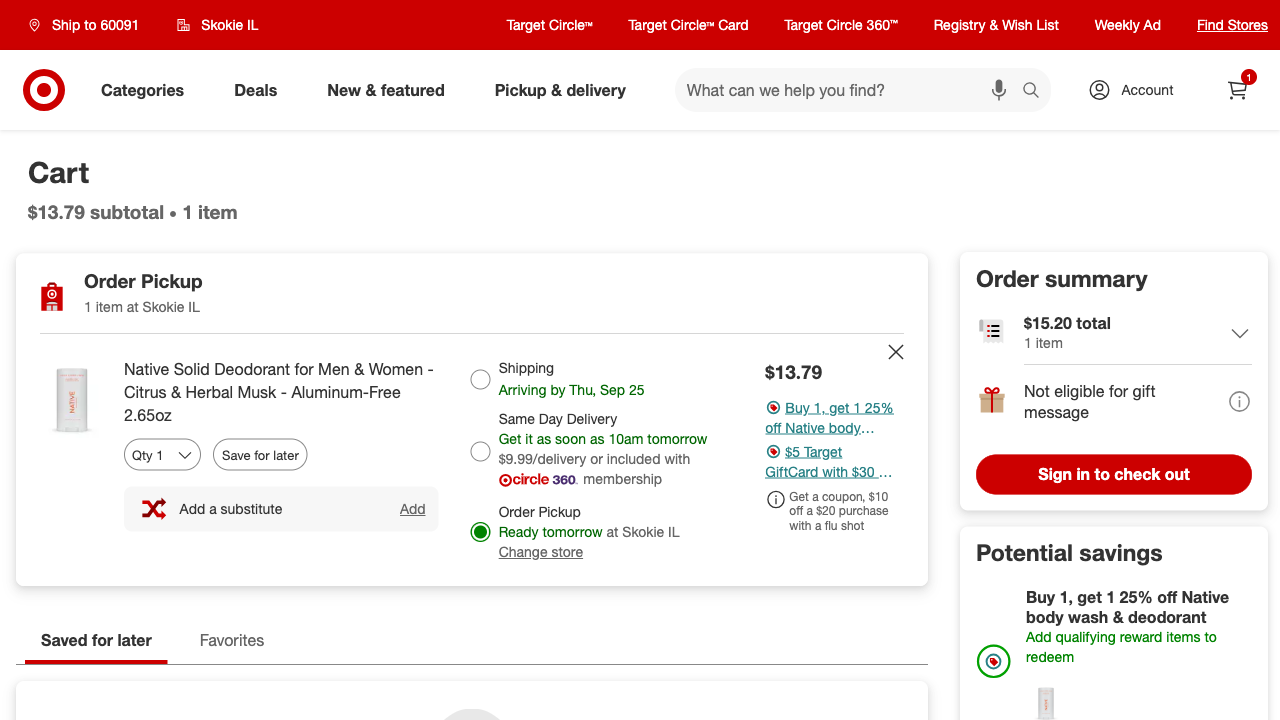 Ship to 60091
Skokie IL
Target Circle™
Target Circle™ Card
Target Circle 360™
Registry & Wish List
Weekly Ad
Find Stores
Categories
Deals
New & featured
Pickup & delivery
What can we help you find?
Account
1
Cart
$13.79 subtotal • 1 item
Order Pickup
1 item at Skokie IL
NATIVE
Native Solid Deodorant for Men & Women -
Citrus & Herbal Musk - Aluminum-Free
2.65oz
Qty 1
Save for later
Add a substitute
Add
Shipping
Arriving by Thu, Sep 25
Same Day Delivery
Get it as soon as 10am tomorrow
$9.99/delivery or included with
circle 360. membership
Order Pickup
Ready tomorrow at Skokie IL
Change store
$13.79
Buy 1, get 1 25%
off Native body…
$5 Target
GiftCard with $30 …
Get a coupon, $10
off a $20 purchase
with a flu shot
Order summary
$15.20 total
1 item
Not eligible for gift
message
Sign in to check out
Potential savings
Buy 1, get 1 25% off Native
body wash & deodorant
Add qualifying reward items to
redeem
Saved for later
Favorites